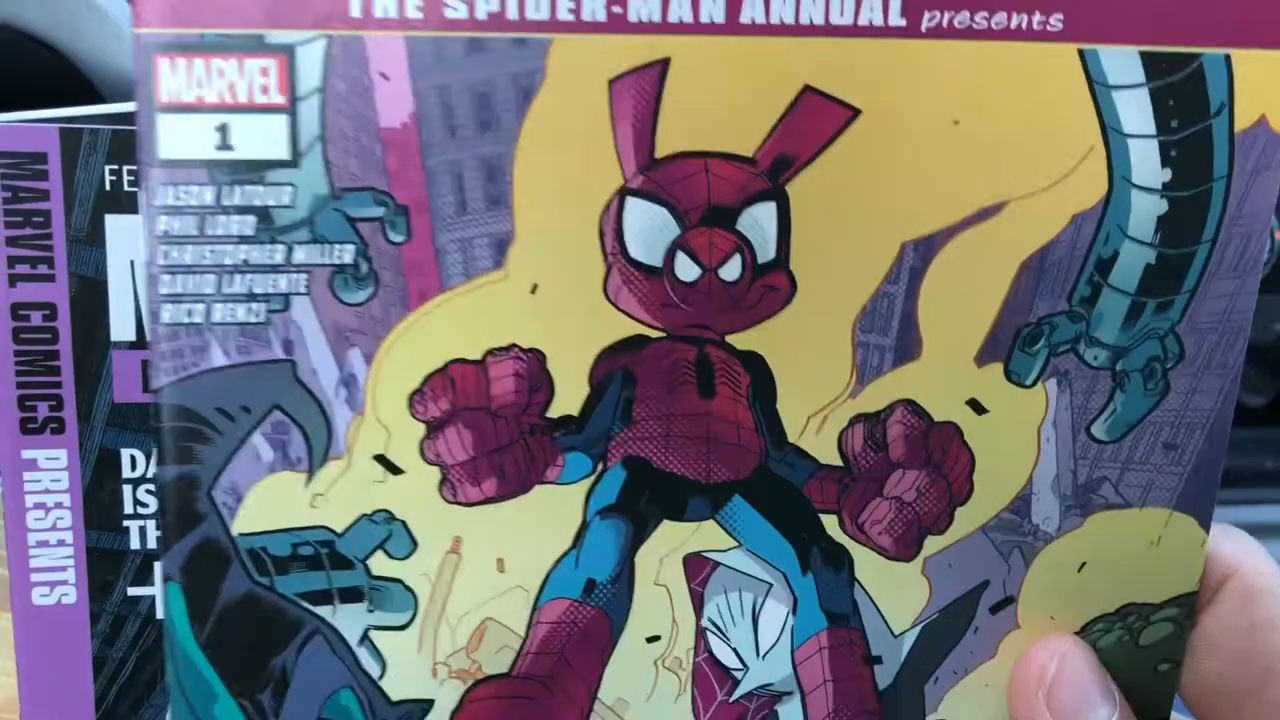 THE SPIDER-MAN ANNUAL presents
MARVEL
1
JASON LATOUR
PHIL LORD
CHRISTOPHER MILLER
DAVID LAFUENTE
RICO RENZI
MARVEL COMICS PRESENTS
FE
DA
IS
TH